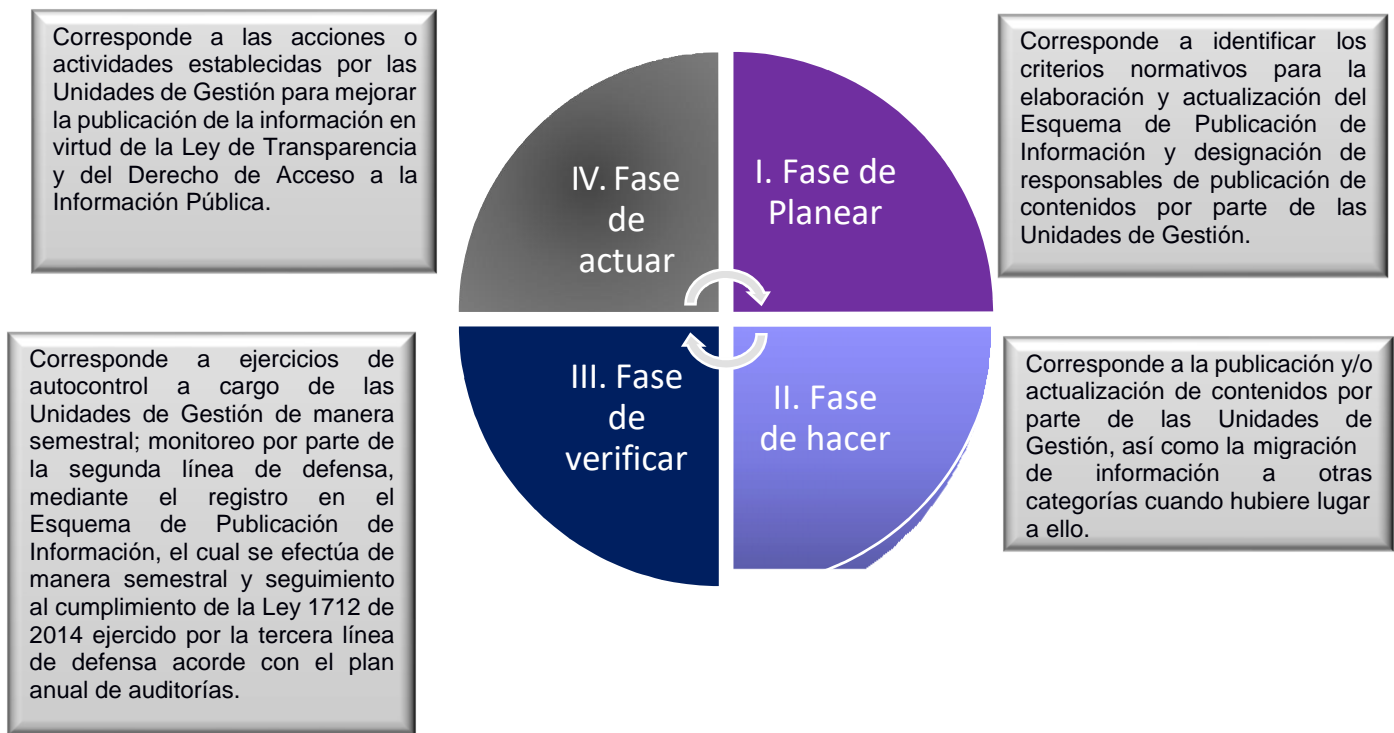 Corresponde a las acciones o
actividades establecidas por las
Unidades de Gestión para mejorar
la publicación de la información en
virtud de la Ley de Transparencia
y del Derecho de Acceso a la
Información Pública.
IV. Fase
de
actuar
I. Fase de
Planear
Corresponde a identificar los
criterios normativos para la
elaboración y actualización del
Esquema de Publicación de
Información y designación de
responsables de publicación de
contenidos por parte de las
Unidades de Gestión.
Corresponde a ejercicios de
autocontrol a cargo de las
Unidades de Gestión de manera
semestral; monitoreo por parte de
la segunda línea de defensa,
mediante el registro en el
Esquema de Publicación de
Información, el cual se efectúa de
manera semestral y seguimiento
al cumplimiento de la Ley 1712 de
2014 ejercido por la tercera línea
de defensa acorde con el plan
anual de auditorías.
III. Fase
de
verificar
II. Fase
de hacer
Corresponde a la publicación y/o
actualización de contenidos por
parte de las Unidades de
Gestión, así como la migración
de información a otras
categorías cuando hubiere lugar
a ello.